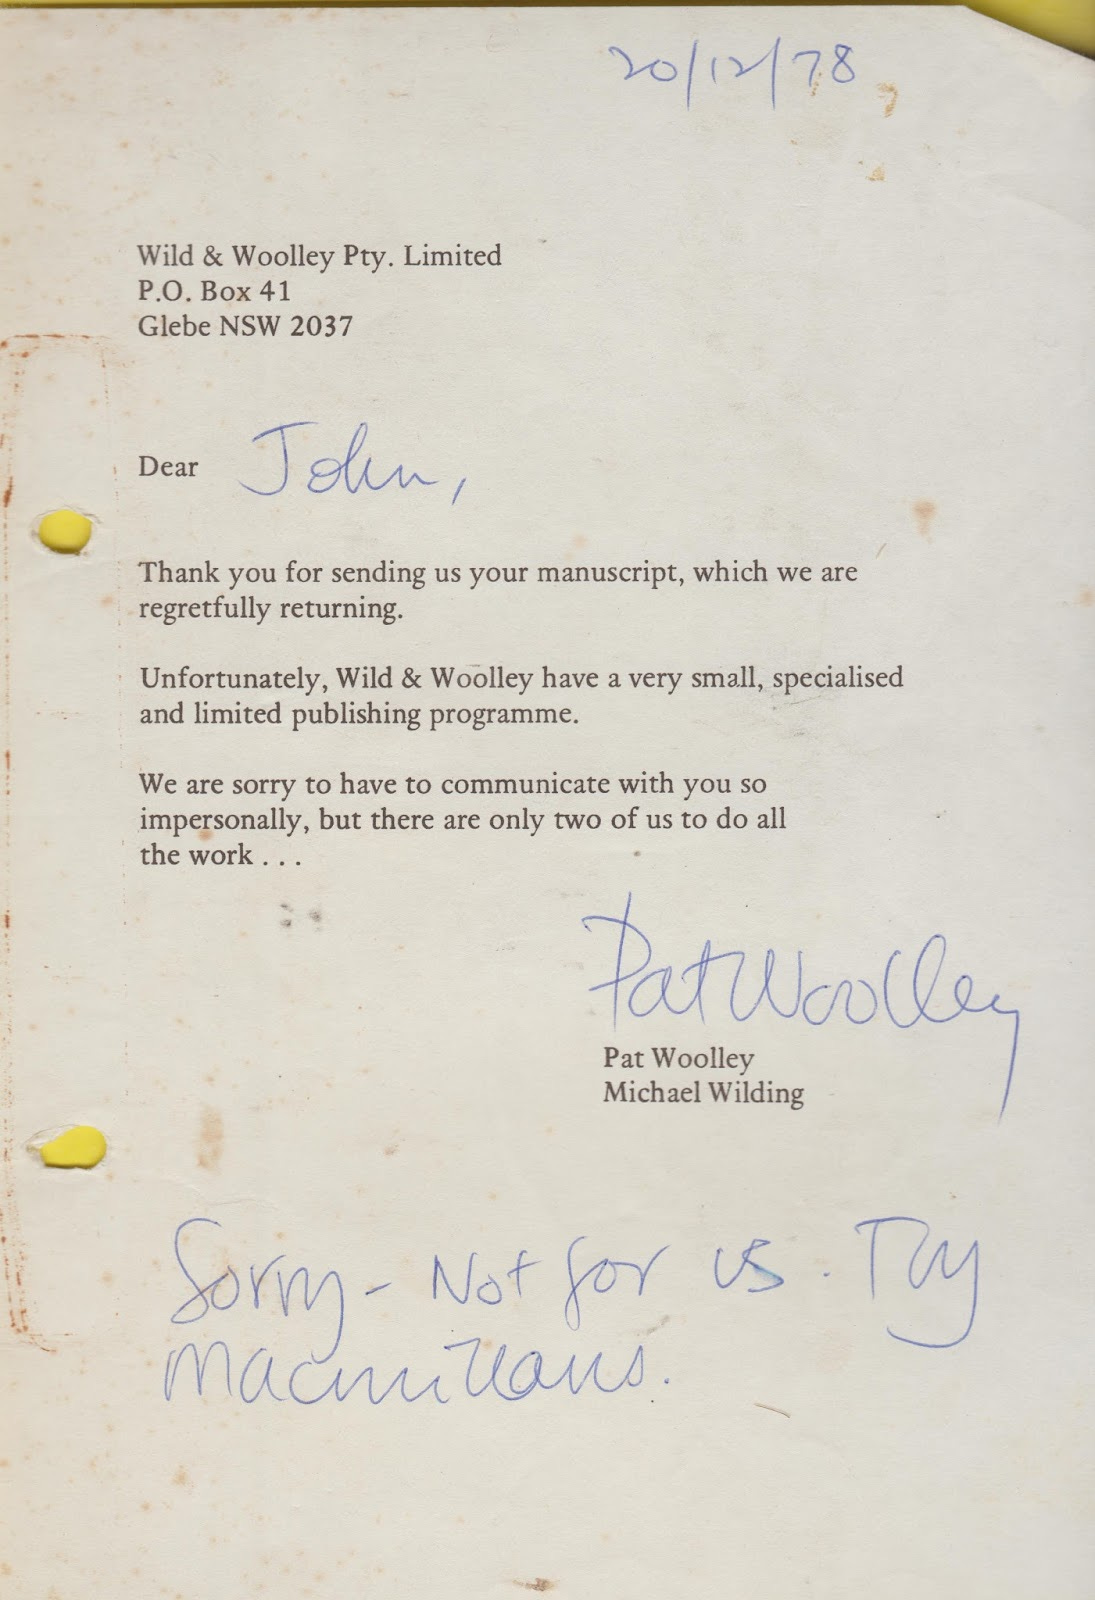 20/12/78
Wild & Woolley Pty. Limited
P.O. Box 41
Glebe NSW 2037
Dear John,
Thank you for sending us your manuscript, which we are
regretfully returning.
Unfortunately, Wild & Woolley have a very small, specialised
and limited publishing programme.
We are sorry to have to communicate with you so
impersonally, but there are only two of us to do all
the work . . .
Pat Woolley
Pat Woolley
Michael Wilding
Sorry – Not for us. Try
Macmillans.